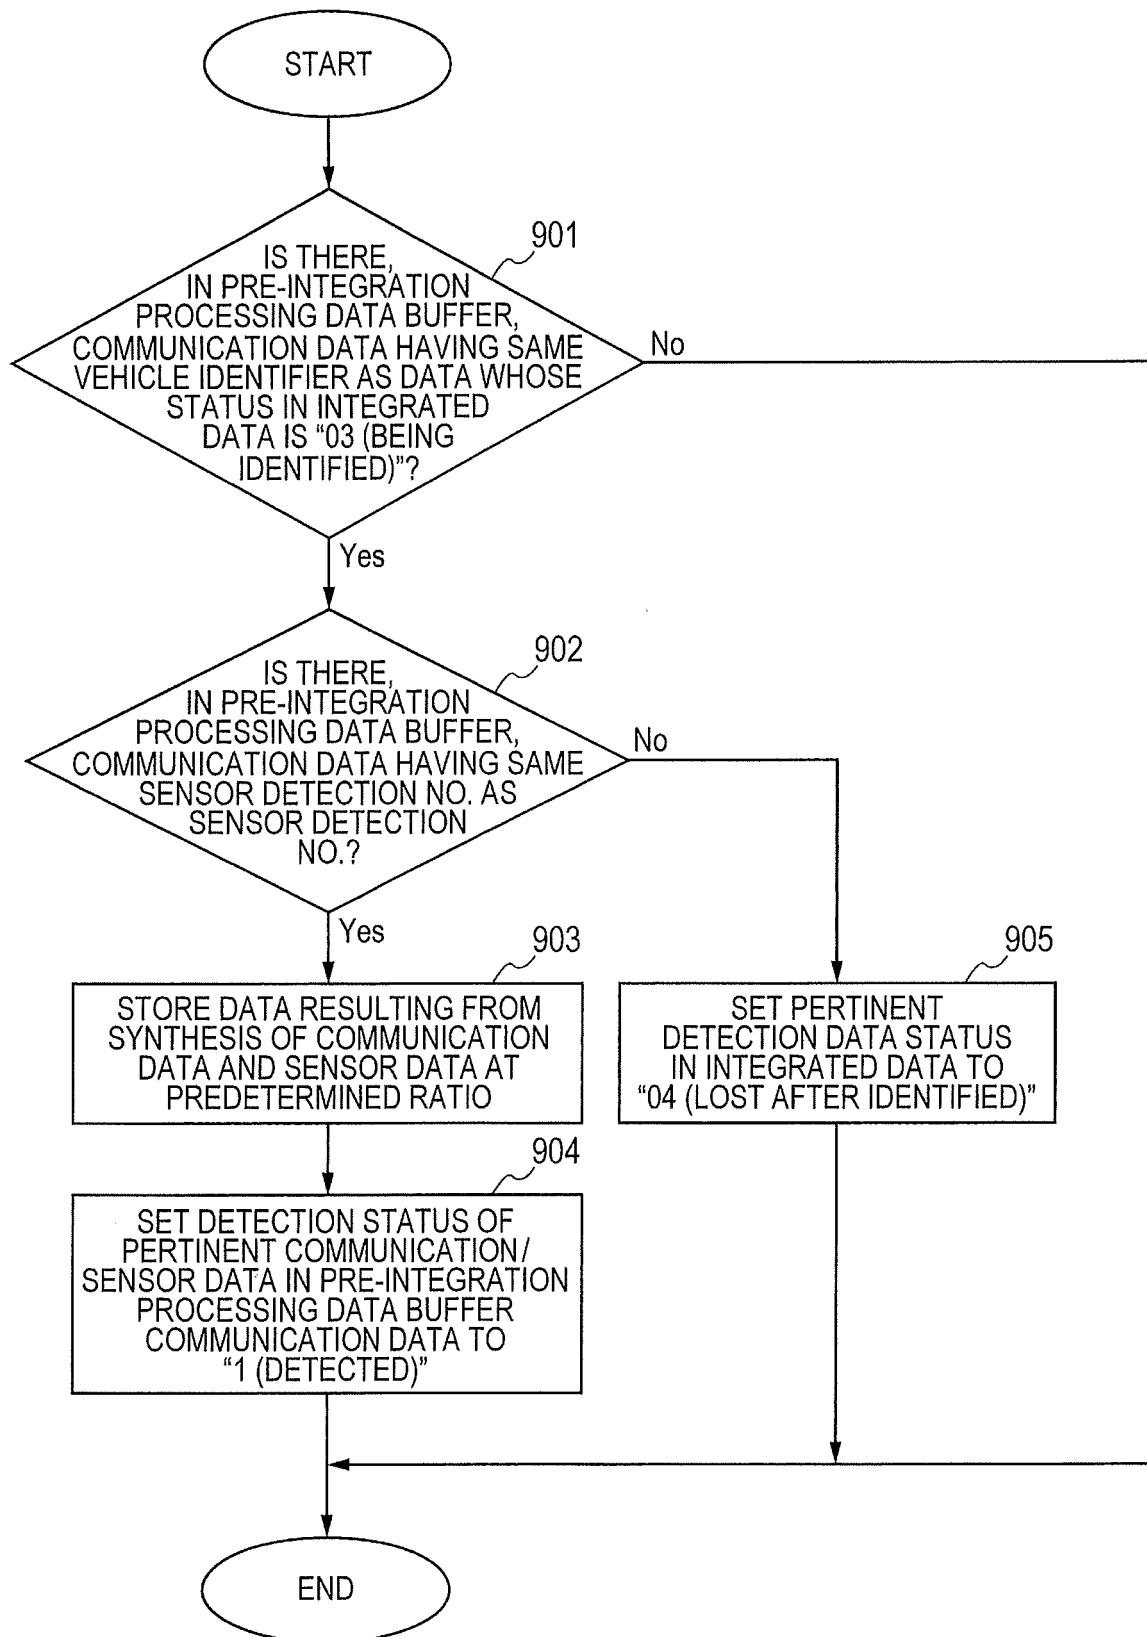 START
901
IS THERE,
IN PRE-INTEGRATION
PROCESSING DATA BUFFER,
COMMUNICATION DATA HAVING SAME
VEHICLE IDENTIFIER AS DATA WHOSE
STATUS IN INTEGRATED
DATA IS “03 (BEING
IDENTIFIED)”?
No
Yes
902
IS THERE,
IN PRE-INTEGRATION
PROCESSING DATA BUFFER,
COMMUNICATION DATA HAVING SAME
SENSOR DETECTION NO. AS
SENSOR DETECTION
NO.?
No
Yes
903
STORE DATA RESULTING FROM
SYNTHESIS OF COMMUNICATION
DATA AND SENSOR DATA AT
PREDETERMINED RATIO
905
SET PERTINENT
DETECTION DATA STATUS
IN INTEGRATED DATA TO
“04 (LOST AFTER IDENTIFIED)”
904
SET DETECTION STATUS OF
PERTINENT COMMUNICATION/
SENSOR DATA IN PRE-INTEGRATION
PROCESSING DATA BUFFER
COMMUNICATION DATA TO
“1 (DETECTED)”
END